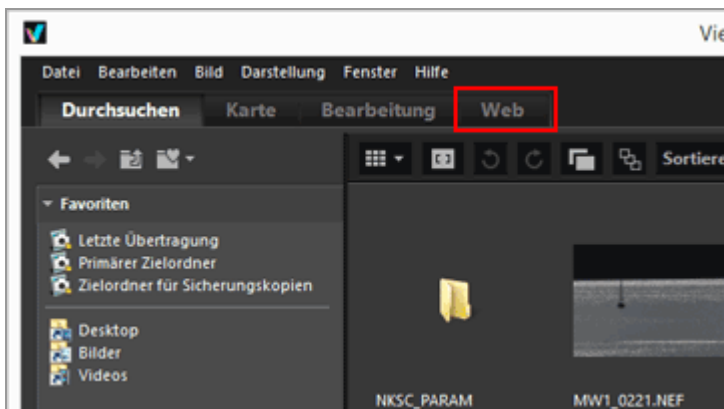 Vie
Datei Bearbeiten Bild Darstellung Fenster Hilfe
Durchsuchen Karte Bearbeitung Web
Sortiere
Favoriten
Letzte Übertragung
Primärer Zielordner
Zielordner für Sicherungskopien
Desktop
Bilder
Videos
NKSC_PARAM MW1_0221.NEF